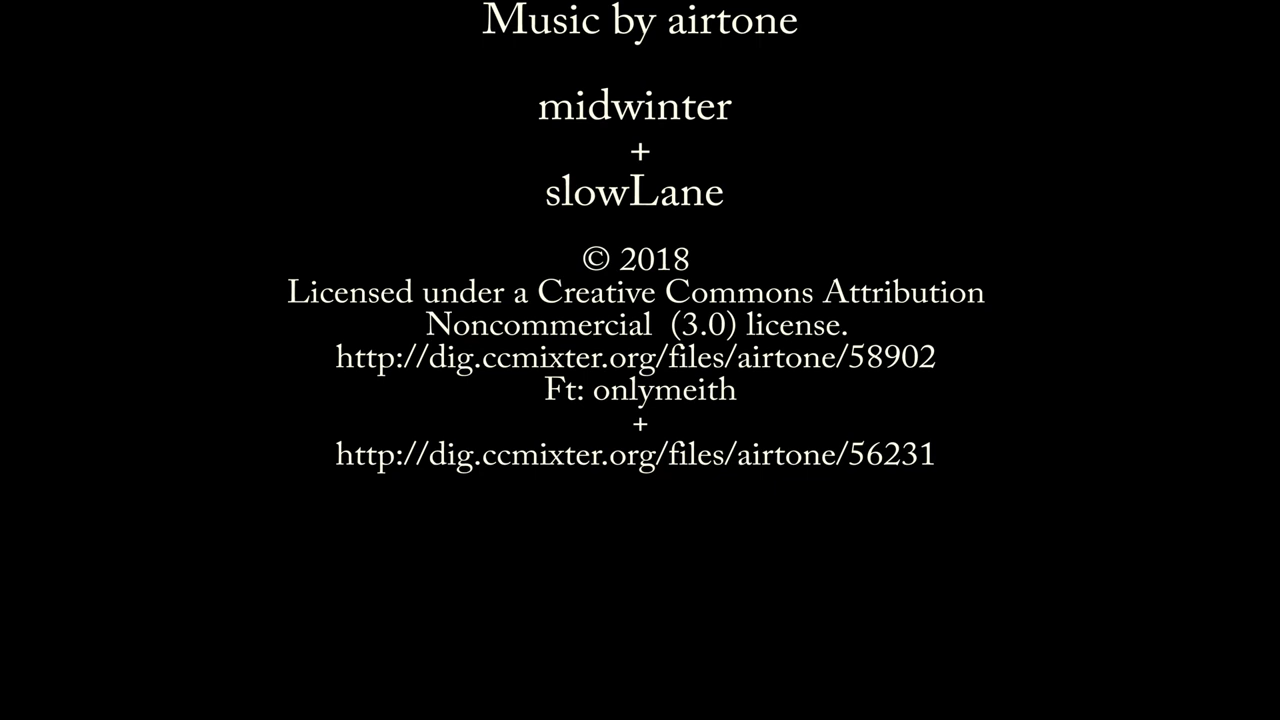 Music by airtone
midwinter
+
slowLane
© 2018
Licensed under a Creative Commons Attribution
Noncommercial  (3.0) license.
http://dig.ccmixter.org/files/airtone/58902
Ft: onlymeith
+
http://dig.ccmixter.org/files/airtone/56231